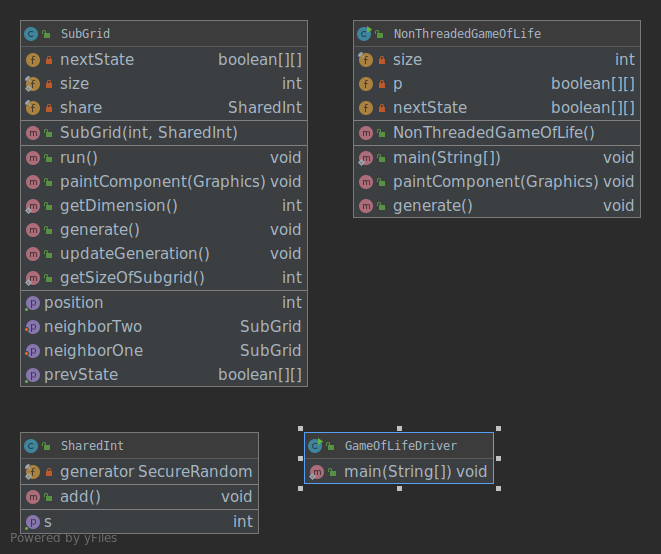 SubGrid
nextState boolean[][]
size int
share SharedInt
SubGrid(int, SharedInt)
run() void
paintComponent(Graphics) void
getDimension() int
generate() void
updateGeneration() void
getSizeOfSubgrid() int
position int
neighborTwo SubGrid
neighborOne SubGrid
prevState boolean[][]
NonThreadedGameOfLife
size int
p boolean[][]
nextState boolean[][]
NonThreadedGameOfLife()
main(String[]) void
paintComponent(Graphics) void
generate() void
SharedInt
generator SecureRandom
add() void
s int
GameOfLifeDriver
main(String[]) void
Powered by yFiles